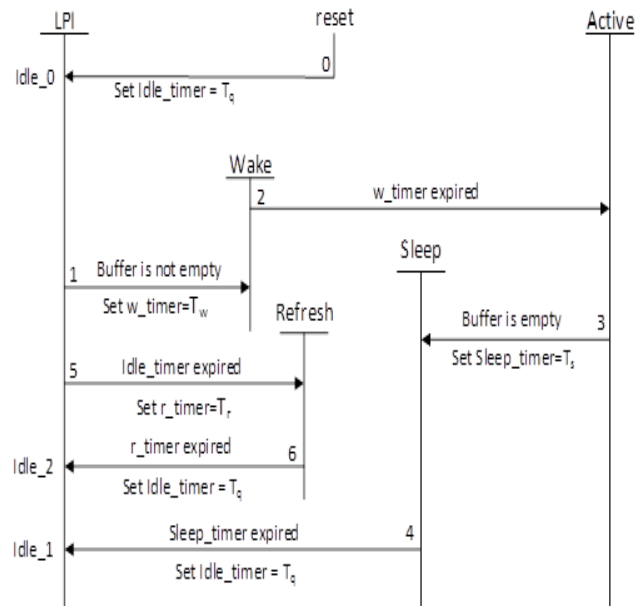 LPI
reset
Active
0
Idle_0
Set Idle_timer = Tq
Wake
2
w_timer expired
Sleep
1
Buffer is not empty
Set w_timer=Tw
Refresh
Buffer is empty
3
Set Sleep_timer=Ts
5
Idle_timer expired
Set r_timer=Tr
r_timer expired
6
Idle_2
Set Idle_timer = Tq
Sleep_timer expired
4
Idle_1
Set Idle_timer = Tq